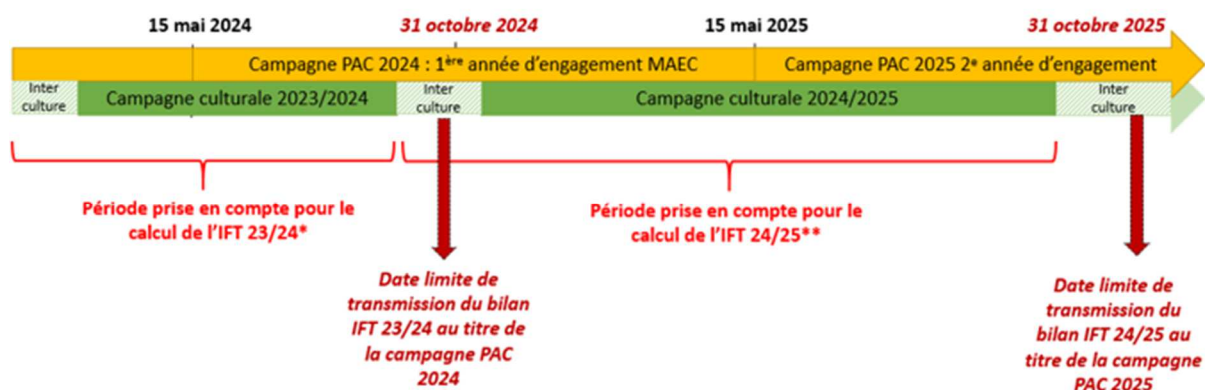 15 mai 2024
31 octobre 2024
15 mai 2025
31 octobre 2025
Campagne PAC 2024 : 1ère année d’engagement MAEC
Campagne PAC 2025 2e année d’engagement
Inter
culture
Campagne culturale 2023/2024
Inter
culture
Campagne culturale 2024/2025
Inter
culture
Période prise en compte pour le
calcul de l’IFT 23/24*
Période prise en compte pour le
calcul de l’IFT 24/25**
Date limite de
transmission du bilan
IFT 23/24 au titre de
la campagne PAC
2024
Date limite de
transmission du
bilan IFT 24/25 au
titre de la campagne
PAC 2025